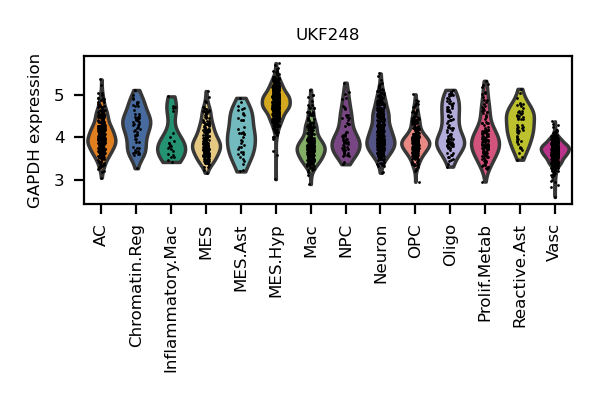 UKF248
GAPDH expression
5
4
3
AC
Chromatin.Reg
Inflammatory.Mac
MES
MES.Ast
MES.Hyp
Mac
NPC
Neuron
OPC
Oligo
Prolif.Metab
Reactive.Ast
Vasc